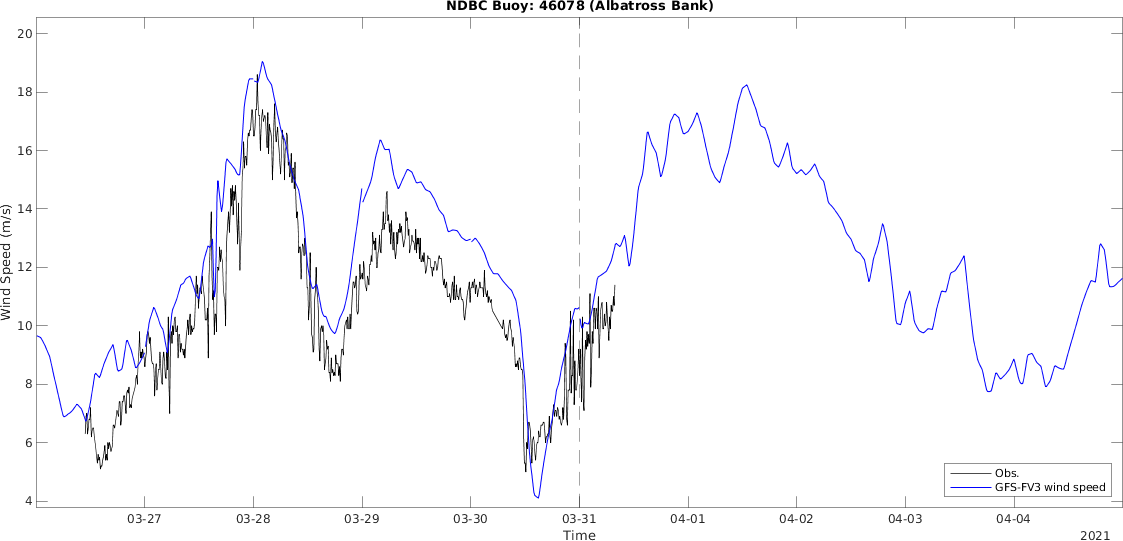 NDBC Buoy: 46078 (Albatross Bank)
20
18
16
14
12
10
8
6
4
Wind Speed (m/s)
Obs.
GFS-FV3 wind speed
03-27 03-28 03-29 03-30 03-31 04-01 04-02 04-03 04-04
Time
2021